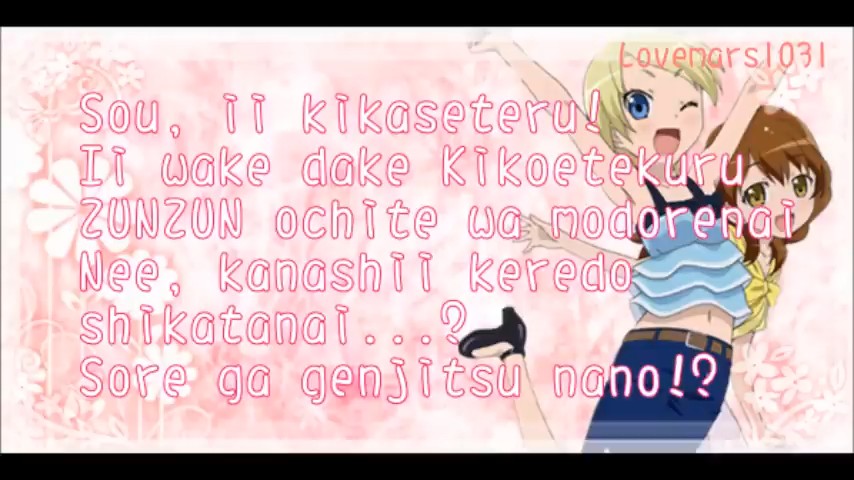 Lovemars1031
Sou, ii kikaseteru!
Ii wake dake Kikoetekuru
ZUNZUN ochite wa modorenai
Nee, kanashii keredo
shikatanai...?
Sore ga genjitsu nano!?